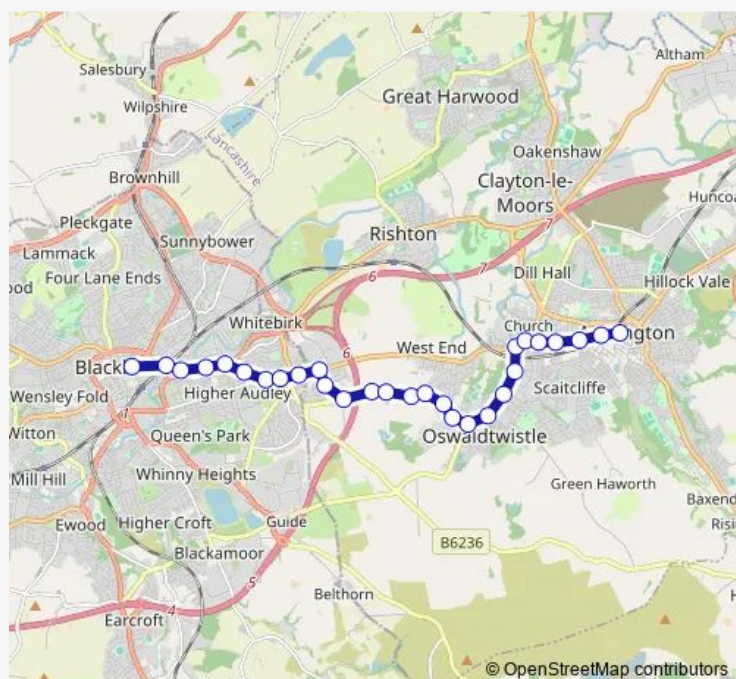 Salesbury
Altham
Wilpshire
Great Harwood
Lancashire
Oakenshaw
Brownhill
Clayton-le-
Moors
Huncoa
Pleckgate
Sunnybower
Rishton
7
Lammack
Dill Hall
ood
Four Lane Ends
6
7
Hillock Vale
Whitebirk
Church
ngton
Black
6
West End
Higher Audley
Scaitcliffe
Wensley Fold
1
Witton
Queen's Park
Oswaldtwistle
Mill Hill
Whinny Heights
Green Haworth
Baxend
Ewood
Higher Croft
Guide
Risin
B6236
Blackamoor
5
Belthorn
4
Earcroft
© OpenStreetMap contributors